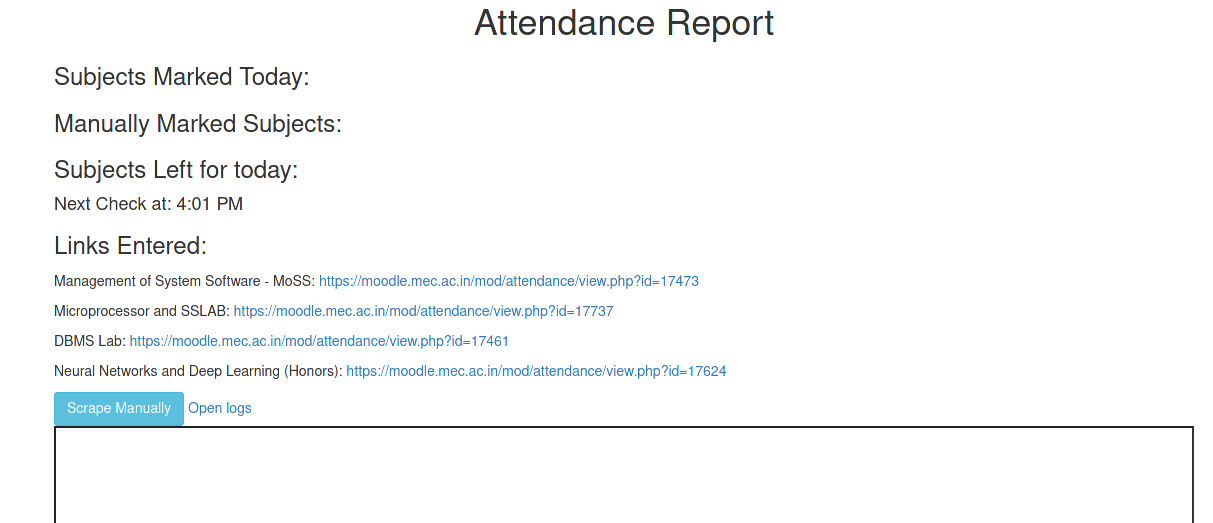 Attendance Report
Subjects Marked Today:
Manually Marked Subjects:
Subjects Left for today:
Next Check at: 4:01 PM
Links Entered:
Management of System Software - MoSS: https://moodle.mec.ac.in/mod/attendance/view.php?id=17473
Microprocessor and SSLAB: https://moodle.mec.ac.in/mod/attendance/view.php?id=17737
DBMS Lab: https://moodle.mec.ac.in/mod/attendance/view.php?id=17461
Neural Networks and Deep Learning (Honors): https://moodle.mec.ac.in/mod/attendance/view.php?id=17624
Scrape Manually Open logs